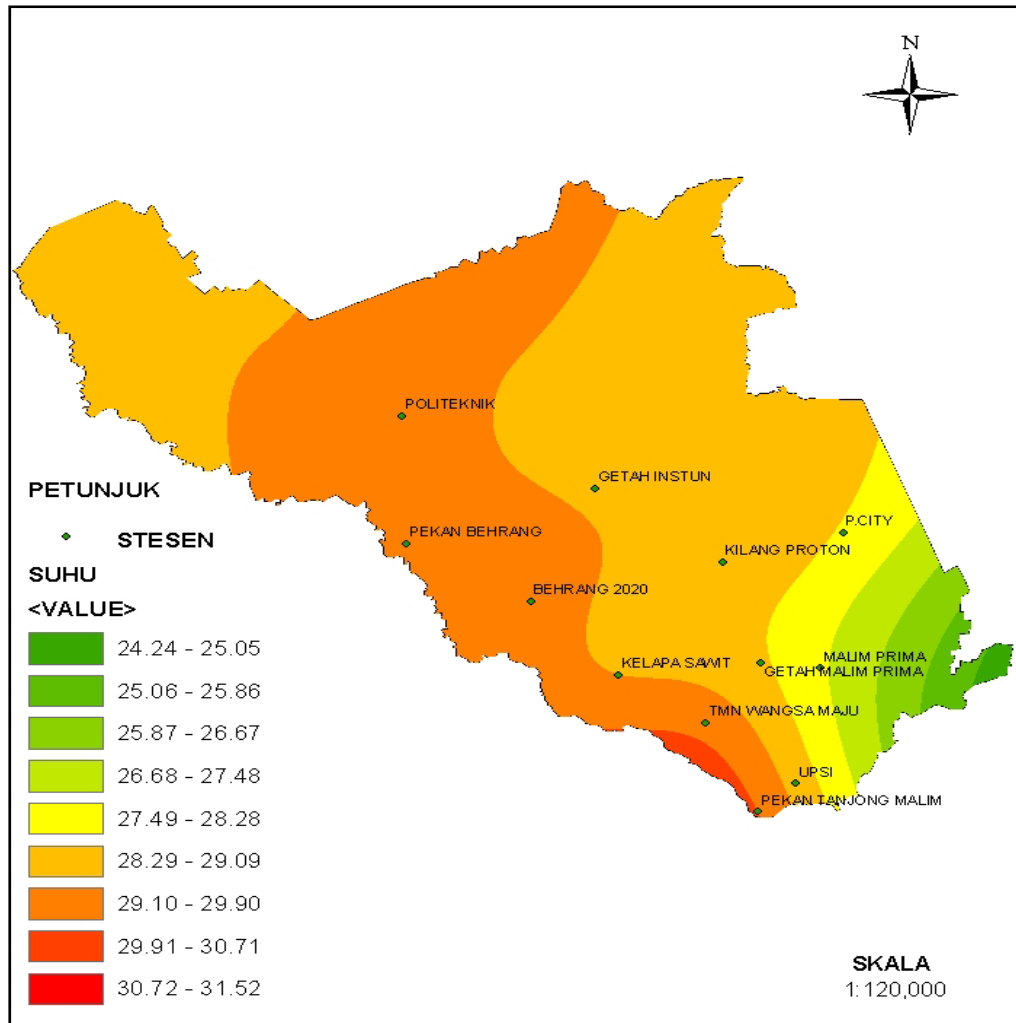 N
POLITEKNIK
GETAH INSTUN
PETUNJUK
P.CITY
STESEN
PEKAN BEHRANG
KILANG PROTON
SUHU
BEHRANG 2020
<VALUE>
24.24 - 25.05
KELAPA SAWIT
MALIM PRIMA
GETAH MALIM PRIMA
25.06 - 25.86
TMN WANGSA MAJU
25.87 - 26.67
26.68 - 27.48
UPSI
PEKAN TANJONG MALIM
27.49 - 28.28
28.29 - 29.09
29.10 - 29.90
29.91 - 30.71
30.72 - 31.52
SKALA
1:120,000